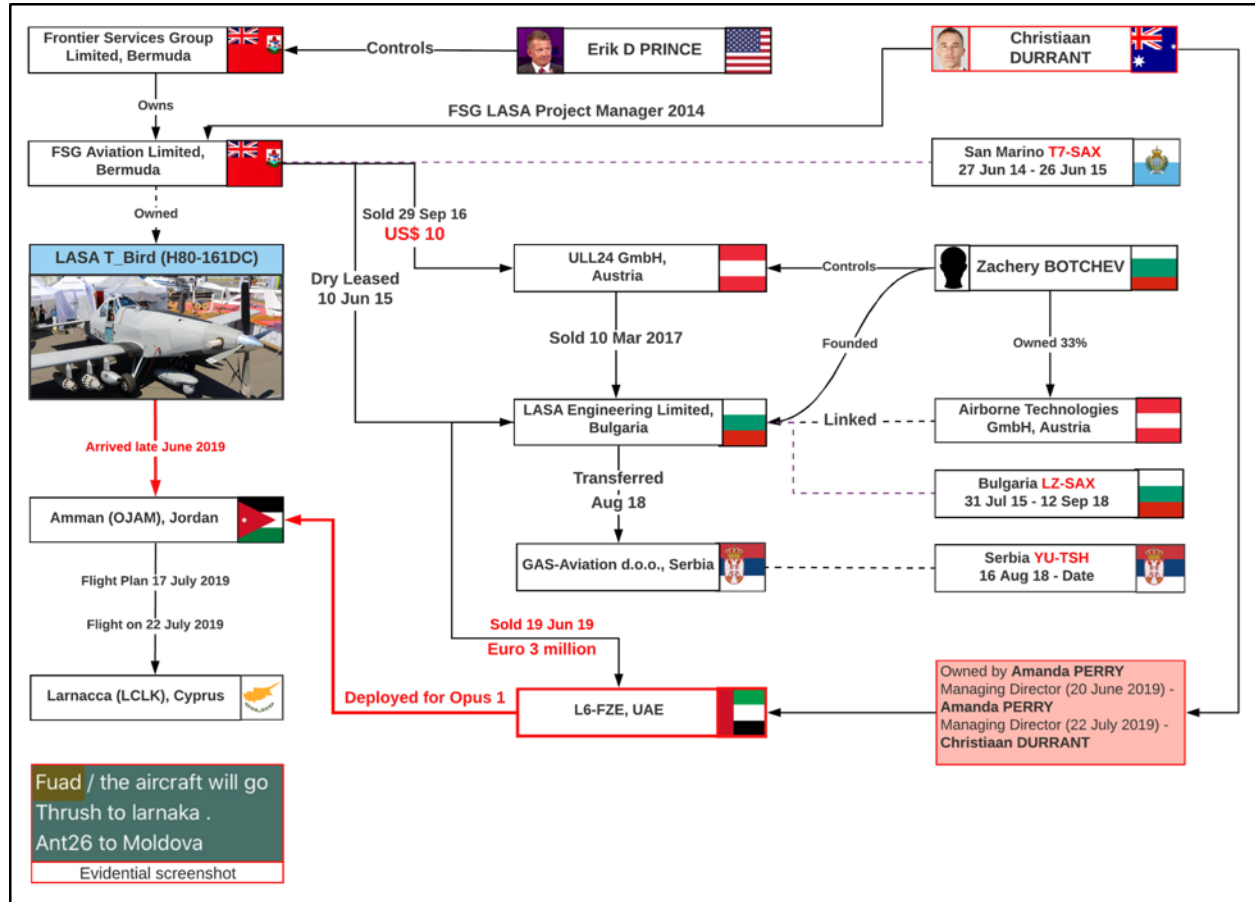 Frontier Services Group
Limited, Bermuda
Controls
Erik D PRINCE
Christiaan
DURRANT
Owns
FSG LASA Project Manager 2014
FSG Aviation Limited,
Bermuda
San Marino T7-SAX
27 Jun 14 - 26 Jun 15
Owned
Sold 29 Sep 16
US$ 10
LASA T_Bird (H80-161DC)
ULL24 GmbH,
Austria
Controls
Zachery BOTCHEV
Dry Leased
10 Jun 15
Sold 10 Mar 2017
Founded
Owned 33%
LASA Engineering Limited,
Bulgaria
Linked
Airborne Technologies
GmbH, Austria
Arrived late June 2019
Transferred
Aug 18
Bulgaria LZ-SAX
31 Jul 15 - 12 Sep 18
Amman (OJAM), Jordan
GAS-Aviation d.o.o., Serbia
Serbia YU-TSH
16 Aug 18 - Date
Flight Plan 17 July 2019
Flight on 22 July 2019
Sold 19 Jun 19
Euro 3 million
Larnacca (LCLK), Cyprus
Deployed for Opus 1
L6-FZE, UAE
Owned by Amanda PERRY
Managing Director (20 June 2019) -
Amanda PERRY
Managing Director (22 July 2019) -
Christiaan DURRANT
Fuad / the aircraft will go
Thrush to larnaka .
Ant26 to Moldova
Evidential screenshot